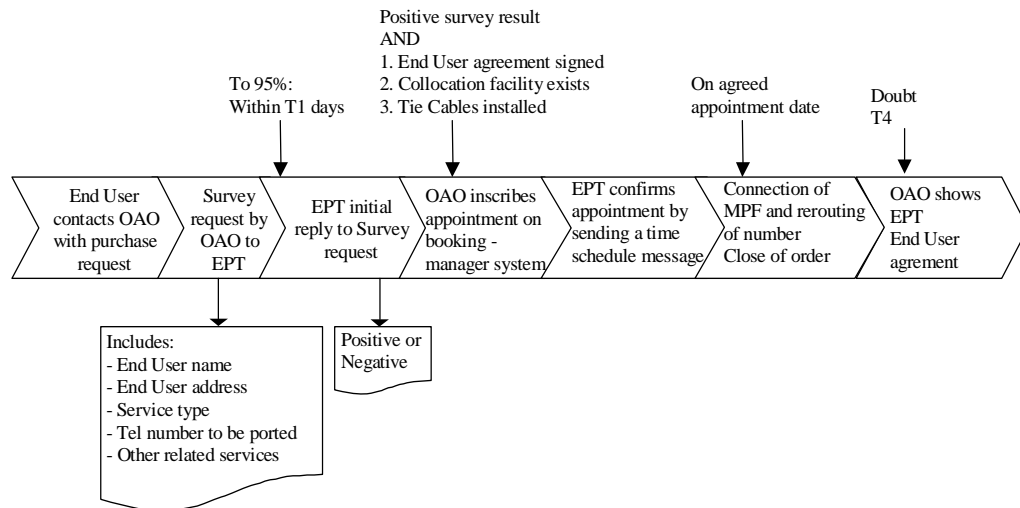 Positive survey result
AND
1. End User agreement signed
2. Collocation facility exists
3. Tie Cables installed
To 95%:
Within T1 days
On agreed
appointment date
Doubt
T4
End User
contacts OAO
with purchase
request
Survey
request by
OAO to
EPT
EPT initial
reply to Survey
request
OAO inscribes
appointment on
booking -
manager system
EPT confirms
appointment by
sending a time
schedule message
Connection of
MPF and rerouting
of number
Close of order
OAO shows
EPT
End User
agrement
Includes:
- End User name
- End User address
- Service type
- Tel number to be ported
- Other related services
Positive or
Negative